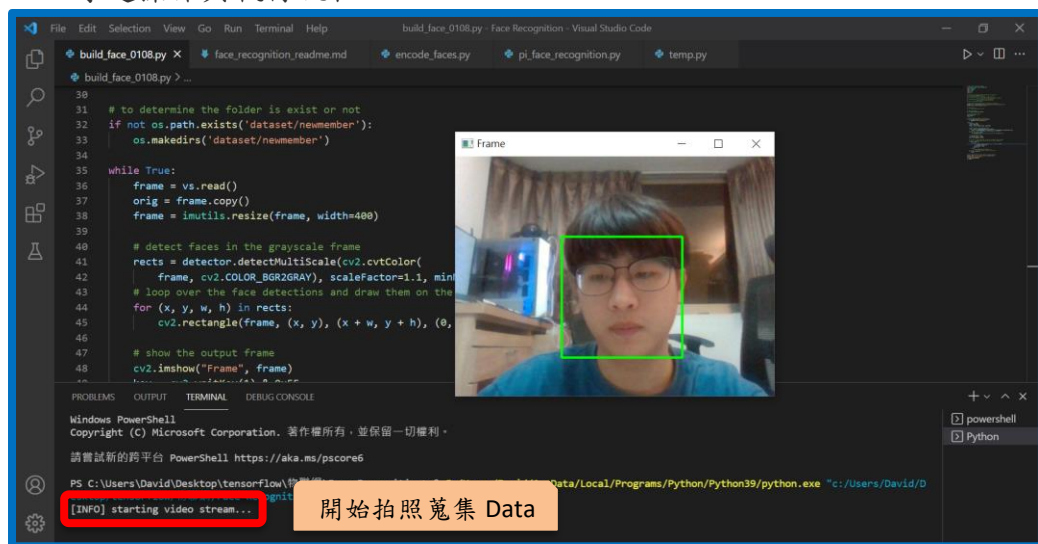 File Edit Selection View Go Run Terminal Help build_face_0108.py - Face Recognition - Visual Studio Code
build_face_0108.py face_recognition_readme.md encode_faces.py pi_face_recognition.py temp.py
build_face_0108.py > ...
30
31 # to determine the folder is exist or not
32 if not os.path.exists('dataset/newmember'):
33 os.makedirs('dataset/newmember')
34
35 while True:
36 frame = vs.read()
37 orig = frame.copy()
38 frame = imutils.resize(frame, width=400)
39
40 # detect faces in the grayscale frame
41 rects = detector.detectMultiScale(cv2.cvtColor(
42 frame, cv2.COLOR_BGR2GRAY), scaleFactor=1.1,
43 # loop over the face detections and draw them on the
44 for (x, y, w, h) in rects:
45 cv2.rectangle(frame, (x, y), (x + w, y + h), (0,
46
47 # show the output frame
48 cv2.imshow("Frame", frame)
Frame
PROBLEMS OUTPUT TERMINAL DEBUG CONSOLE
powershell
Python
Windows PowerShell
Copyright (C) Microsoft Corporation. 著作權所有，並保留一切權利。
請嘗試新的跨平台 PowerShell https://aka.ms/pscore6
PS C:\Users\David\Desktop\tensorflow\ Data/Local/Programs/Python/Python39/python.exe "c:/Users/David/D
[INFO] starting video stream...
開始拍照蒐集 Data